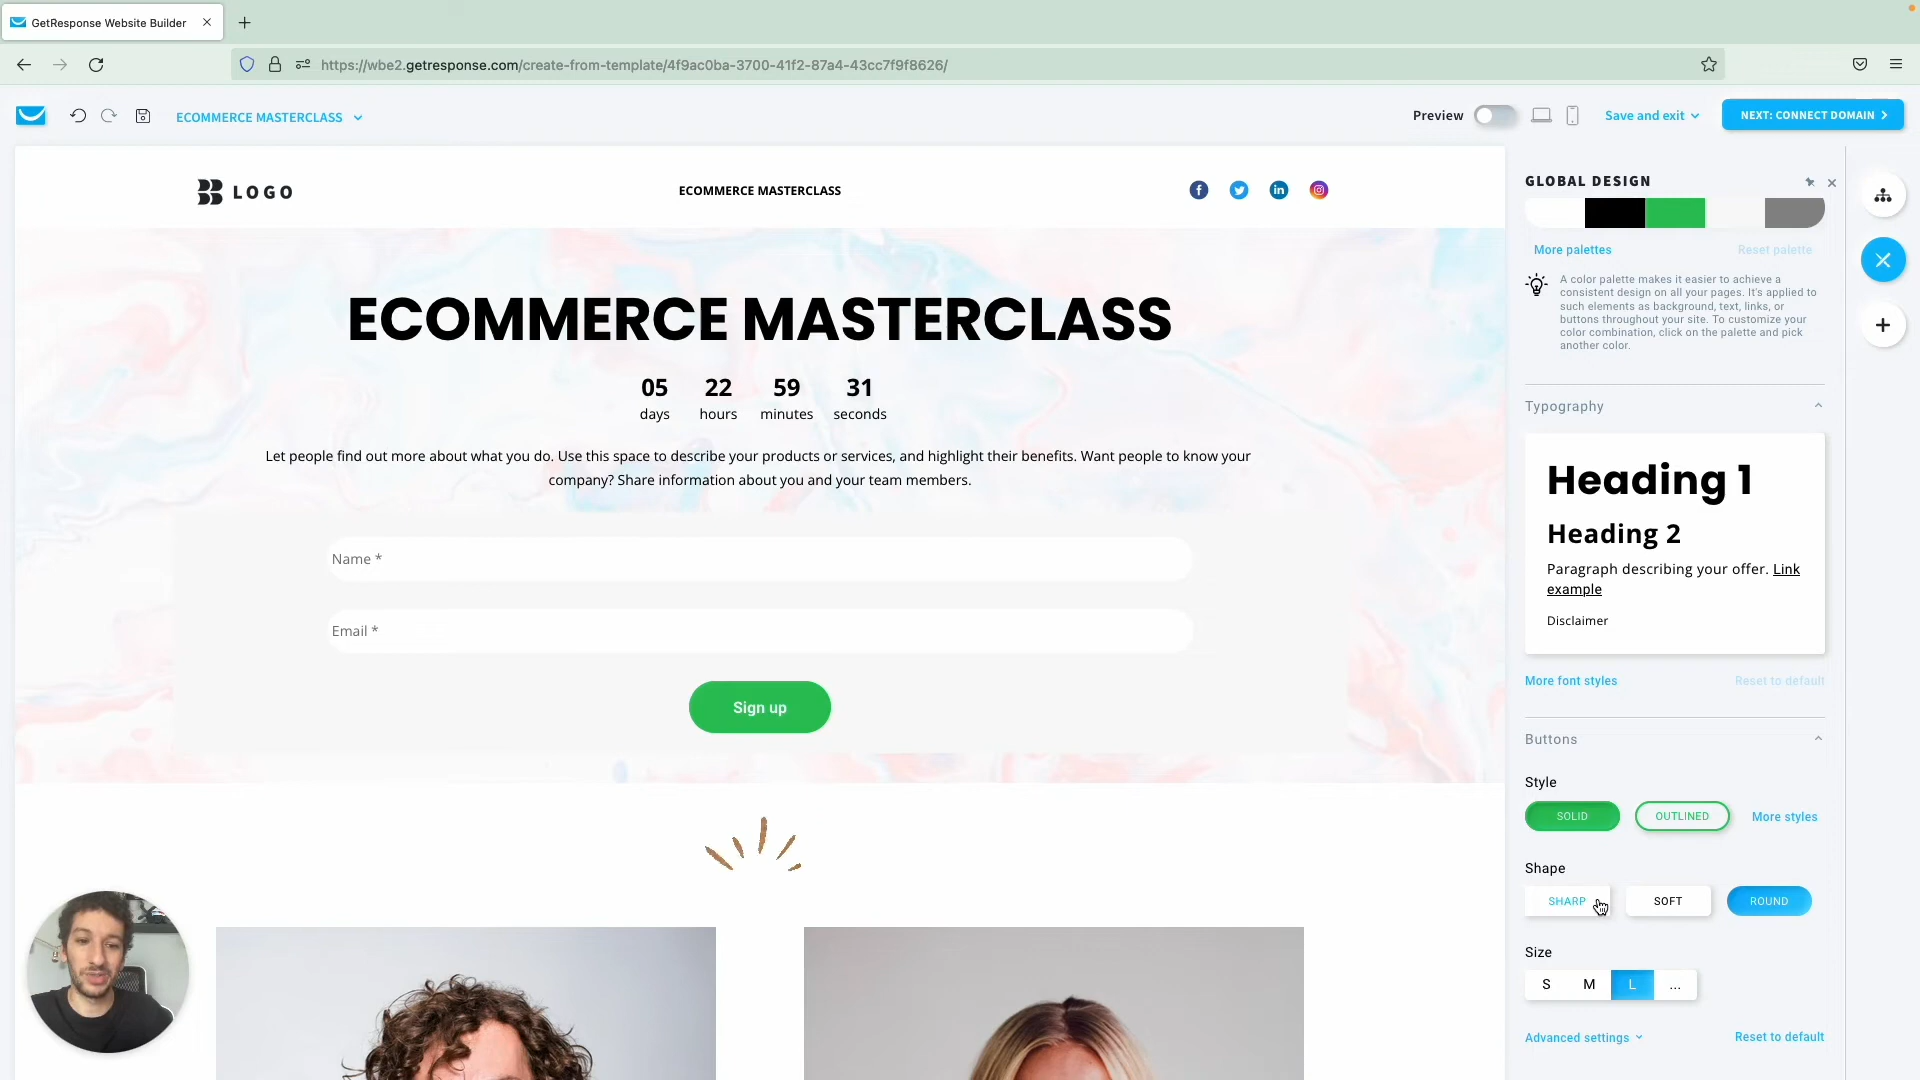 GetResponse Website Builder
https://wbe2.getresponse.com/create-from-template/4f9ac0ba-3700-41f2-87a4-43cc7f9f8626/
ECOMMERCE MASTERCLASS
Preview
Save and exit
NEXT: CONNECT DOMAIN
LOGO
ECOMMERCE MASTERCLASS
ECOMMERCE MASTERCLASS
05 22 59 31
days hours minutes seconds
Let people find out more about what you do. Use this space to describe your products or services, and highlight their benefits. Want people to know your
company? Share information about you and your team members.
Name *
Email *
Sign up
GLOBAL DESIGN
More palettes
Reset palette
A color palette makes it easier to achieve a
consistent design on all your pages. It's applied to
such elements as background, text, links, or
buttons throughout your site. To customize your
color combination, click on the palette and pick
another color.
Typography
Heading 1
Heading 2
Paragraph describing your offer. Link
example
Disclaimer
More font styles
Reset to default
Buttons
Style
SOLID
OUTLINED
More styles
Shape
SHARP
SOFT
ROUND
Size
S M L ...
Advanced settings
Reset to default